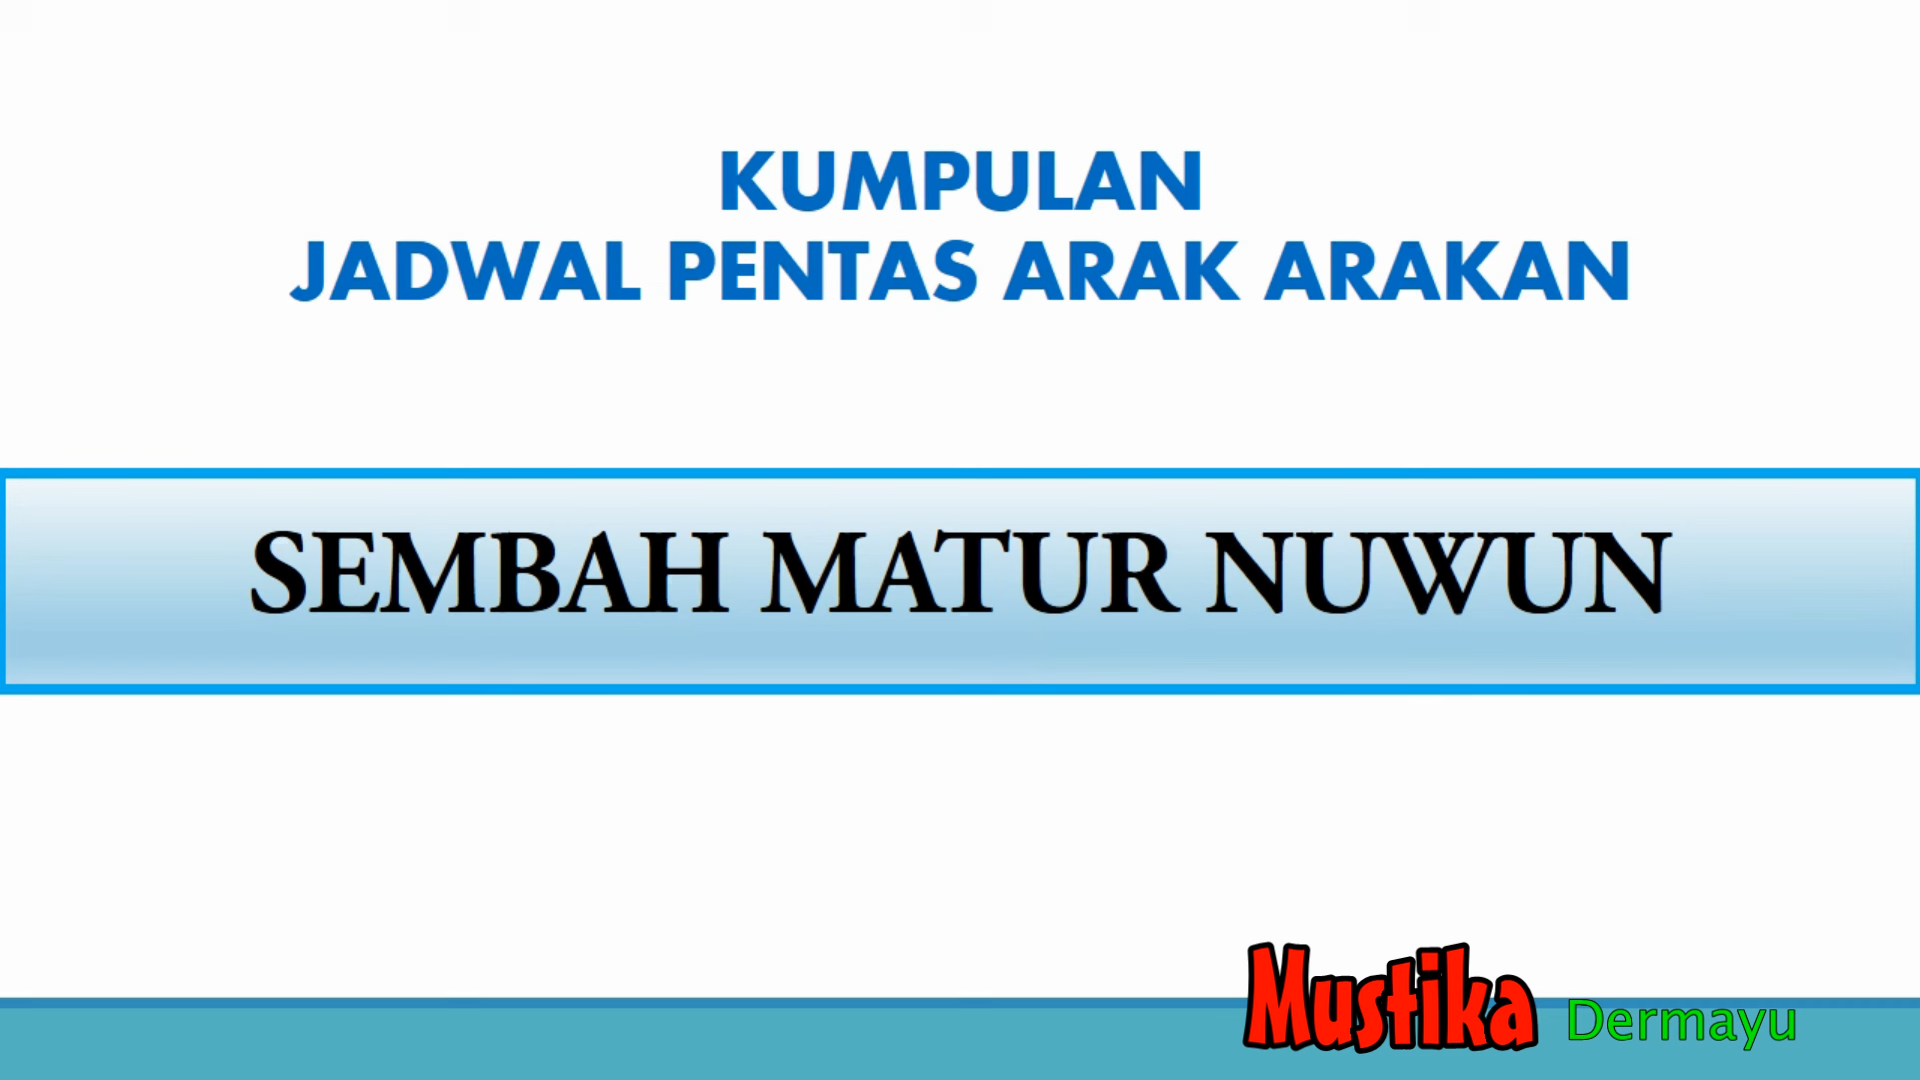 KUMPULAN
JADWAL PENTAS ARAK ARAKAN
SEMBAH MATUR NUWUN
Mustika Dermayu